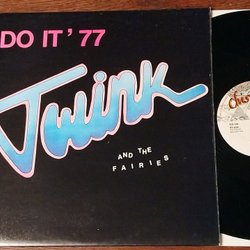 DO IT '77
Twink
AND THE
FAIRIES